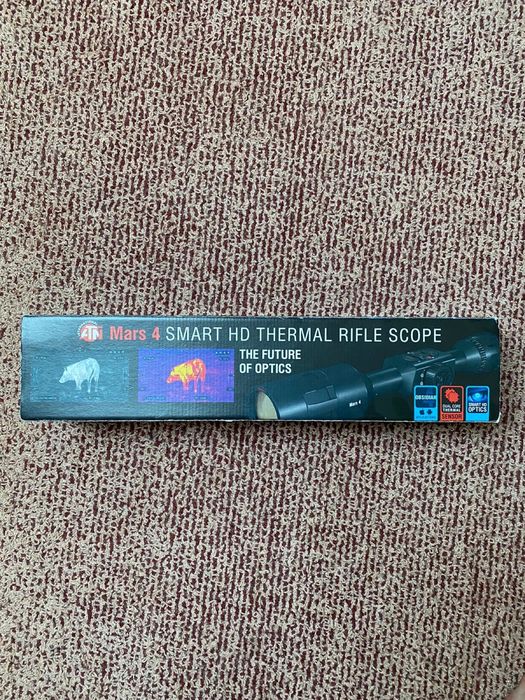 ATN Mars 4 SMART HD THERMAL RIFLE SCOPE
THE FUTURE
OF OPTICS
Mars 4
OBSIDIAN
DUAL CORE
THERMAL
SENSOR
SMART HD
OPTICS